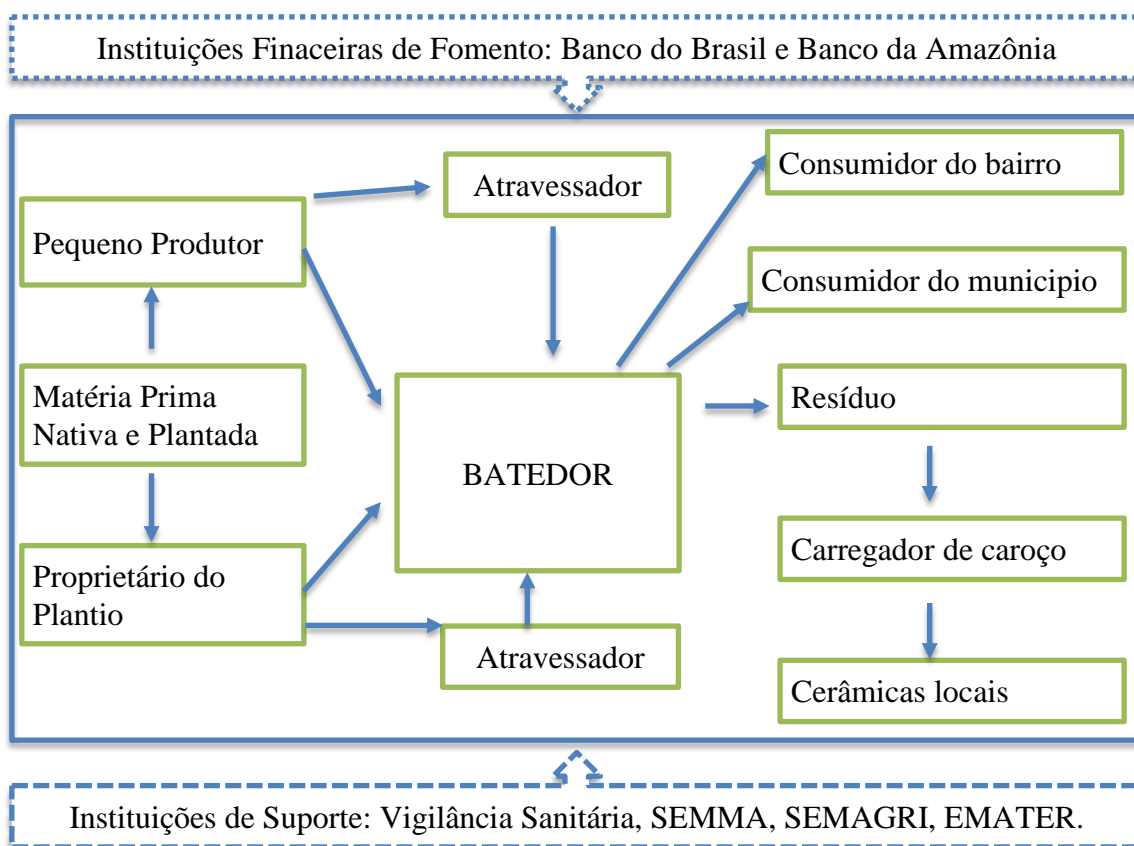 Instituições Finaceiras de Fomento: Banco do Brasil e Banco da Amazônia
Atravessador
Consumidor do bairro
Pequeno Produtor
Consumidor do municipio
Matéria Prima
Nativa e Plantada
BATEDOR
Resíduo
Carregador de caroço
Proprietário do
Plantio
Atravessador
Cerâmicas locais
Instituições de Suporte: Vigilância Sanitária, SEMMA, SEMAGRI, EMATER.